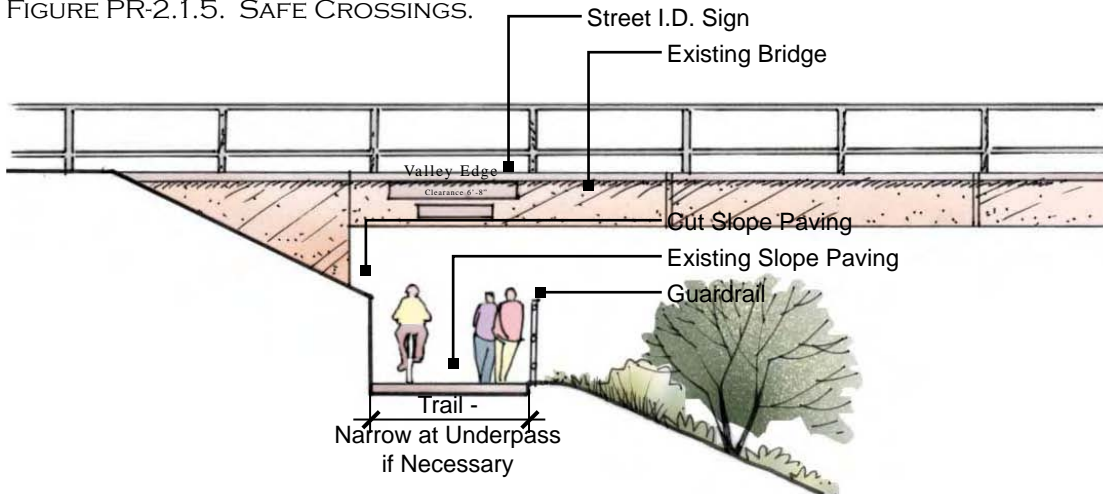 FIGURE PR-2.1.5. SAFE CROSSINGS.
Street I.D. Sign
Existing Bridge
Valley Edge
Clearance 6'-8"
Cut Slope Paving
Existing Slope Paving
Guardrail
Trail -
Narrow at Underpass
if Necessary